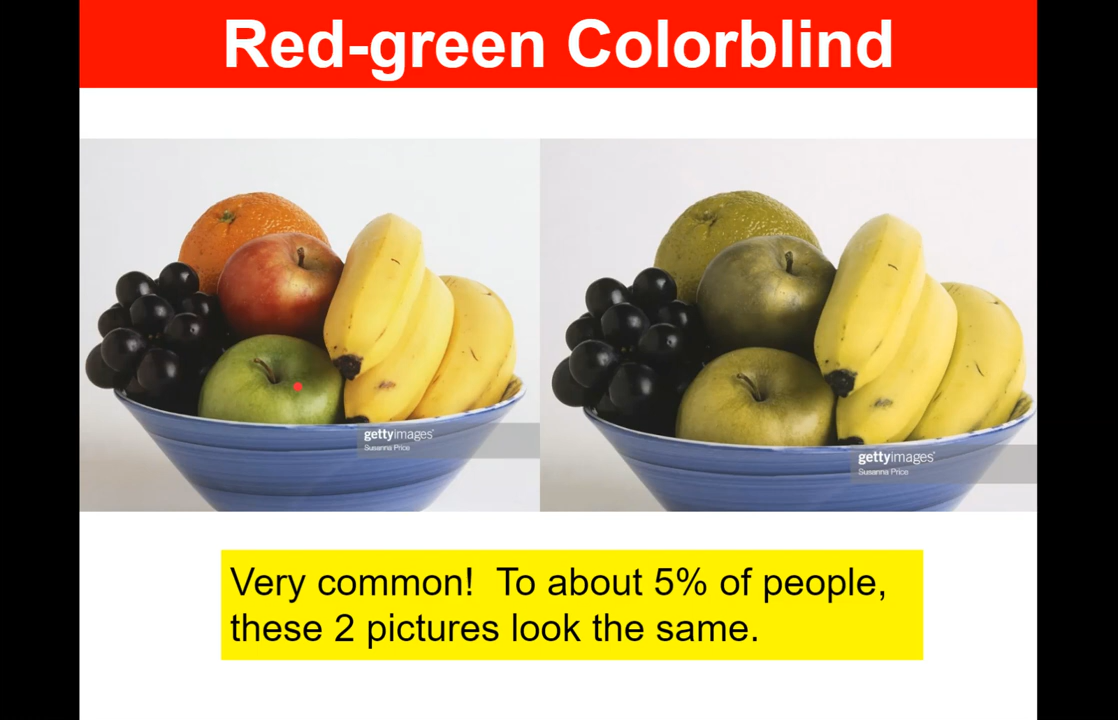 Red-green Colorblind
gettyimages®
Susanna Price
gettyimages®
Susanna Price
Very common!  To about 5% of people,
these 2 pictures look the same.